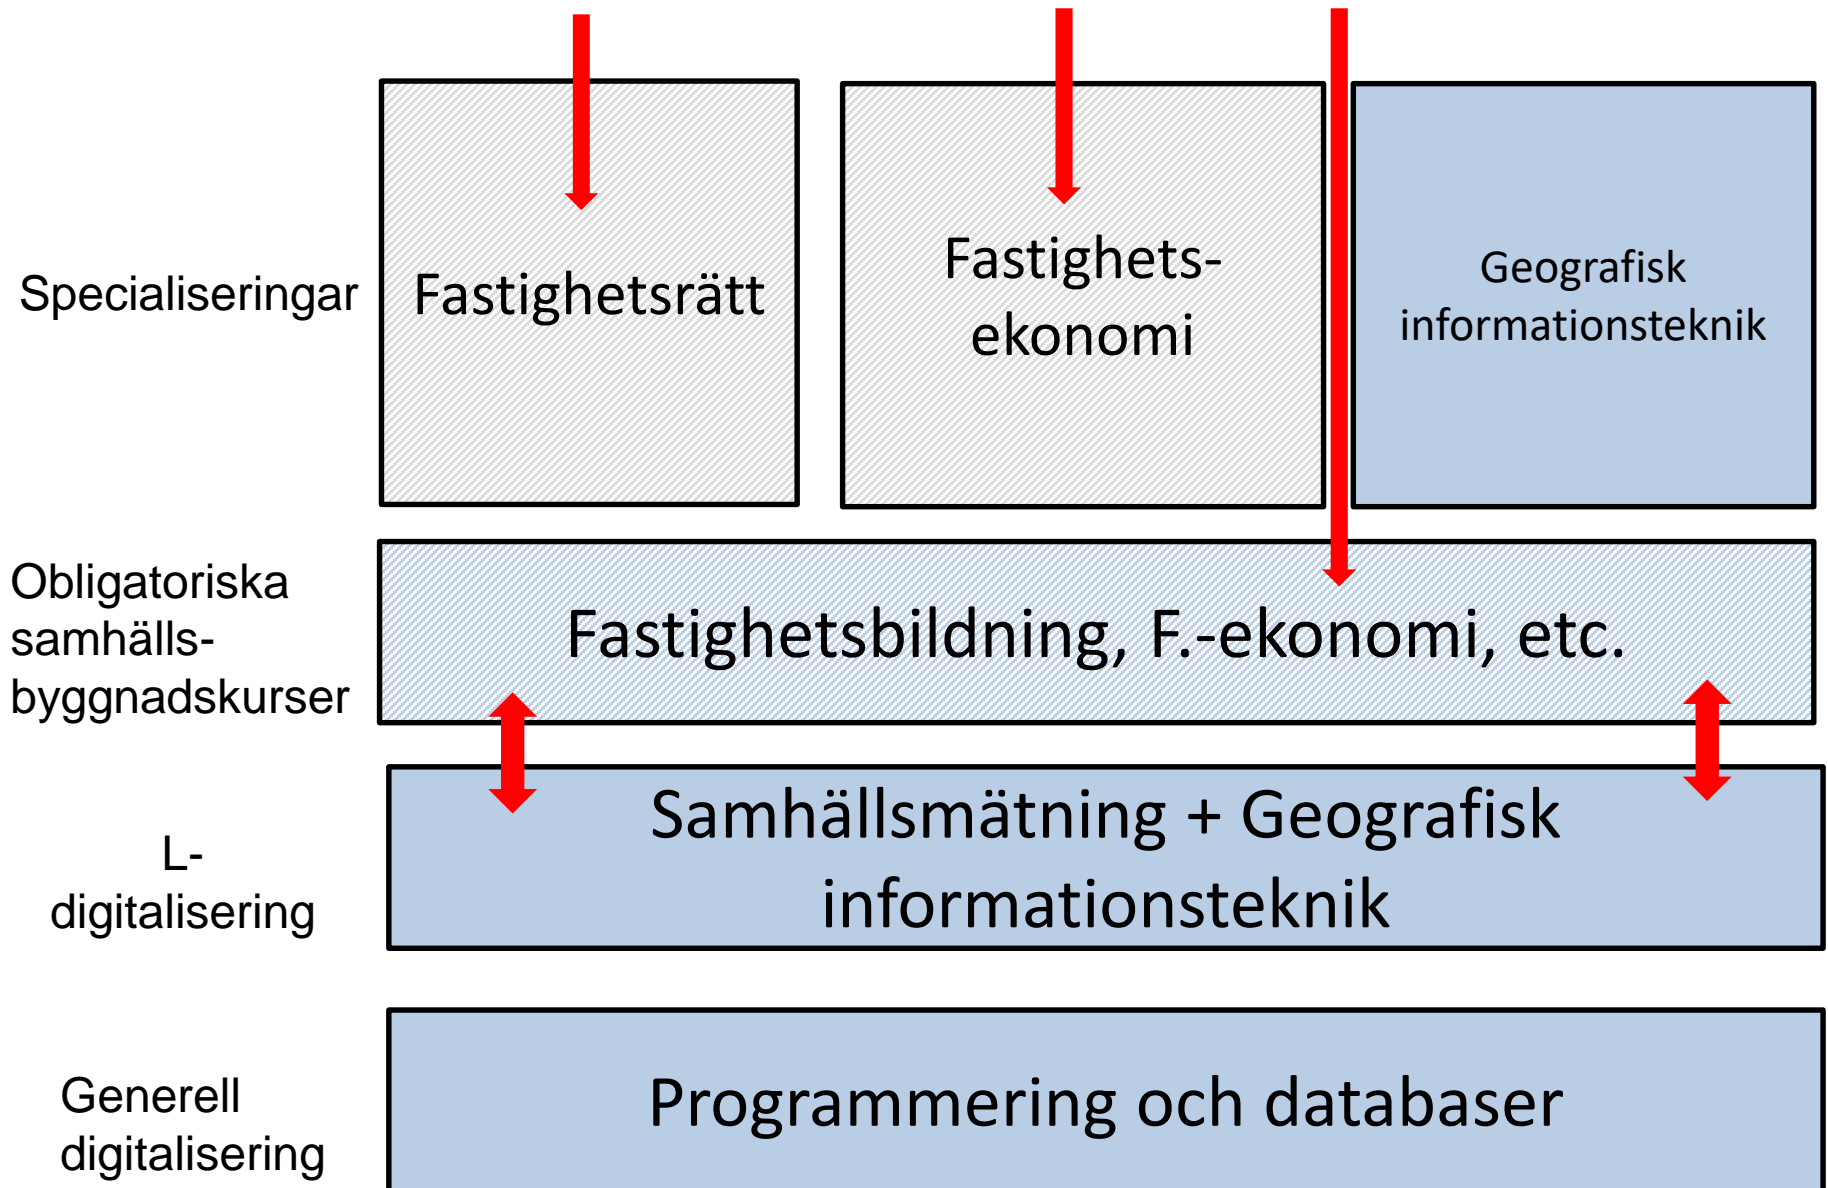 Specialiseringar
Fastighetsrätt
Fastighets-
ekonomi
Geografisk
informationsteknik
Obligatoriska
samhälls-
byggnadskurser
Fastighetsbildning, F.-ekonomi, etc.
L-
digitalisering
Samhällsmätning + Geografisk
informationsteknik
Generell
digitalisering
Programmering och databaser